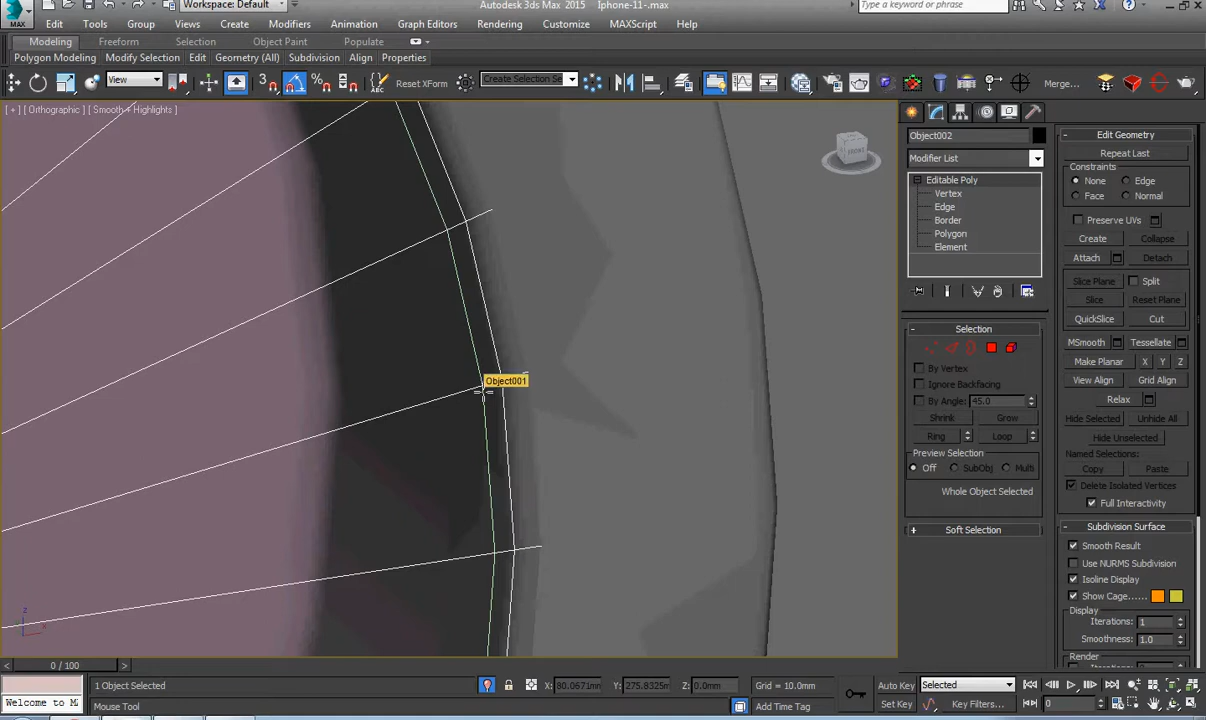 Workspace: Default
Autodesk 3ds Max 2015
Iphone-11-.max
Type a keyword or phrase
MAX
Edit Tools Group Views Create Modifiers Animation Graph Editors Rendering Customize MAXScript Help
Modeling Freeform Selection Object Paint Populate
Polygon Modeling Modify Selection Edit Geometry (All) Subdivision Align Properties
View
3
ABC
Reset XForm
Create Selection Se
Merge...
[ + ] [ Orthographic ] [ Smooth + Highlights ]
FRONT
Object001
z
Object002
Modifier List
Editable Poly
Vertex
Edge
Border
Polygon
Element
Selection
By Vertex
Ignore Backfacing
By Angle: 45.0
Shrink Grow
Ring Loop
Preview Selection
Off SubObj Multi
Whole Object Selected
Soft Selection
Edit Geometry
Repeat Last
Constraints
None Edge
Face Normal
Preserve UVs
Create Collapse
Attach Detach
Slice Plane Split
Slice Reset Plane
QuickSlice Cut
MSmooth Tessellate
Make Planar X Y Z
View Align Grid Align
Relax
Hide Selected Unhide All
Hide Unselected
Named Selections:
Copy Paste
Delete Isolated Vertices
Full Interactivity
Subdivision Surface
Smooth Result
Use NURMS Subdivision
Isoline Display
Show Cage......
Display
Iterations: 1
Smoothness: 1.0
Render
0 / 100
1 Object Selected
X: 80.0671mm Y: 275.8325m Z: 0.0mm
Grid = 10.0mm
Auto Key Selected
Welcome to M
Mouse Tool
Add Time Tag
Set Key Key Filters... 0